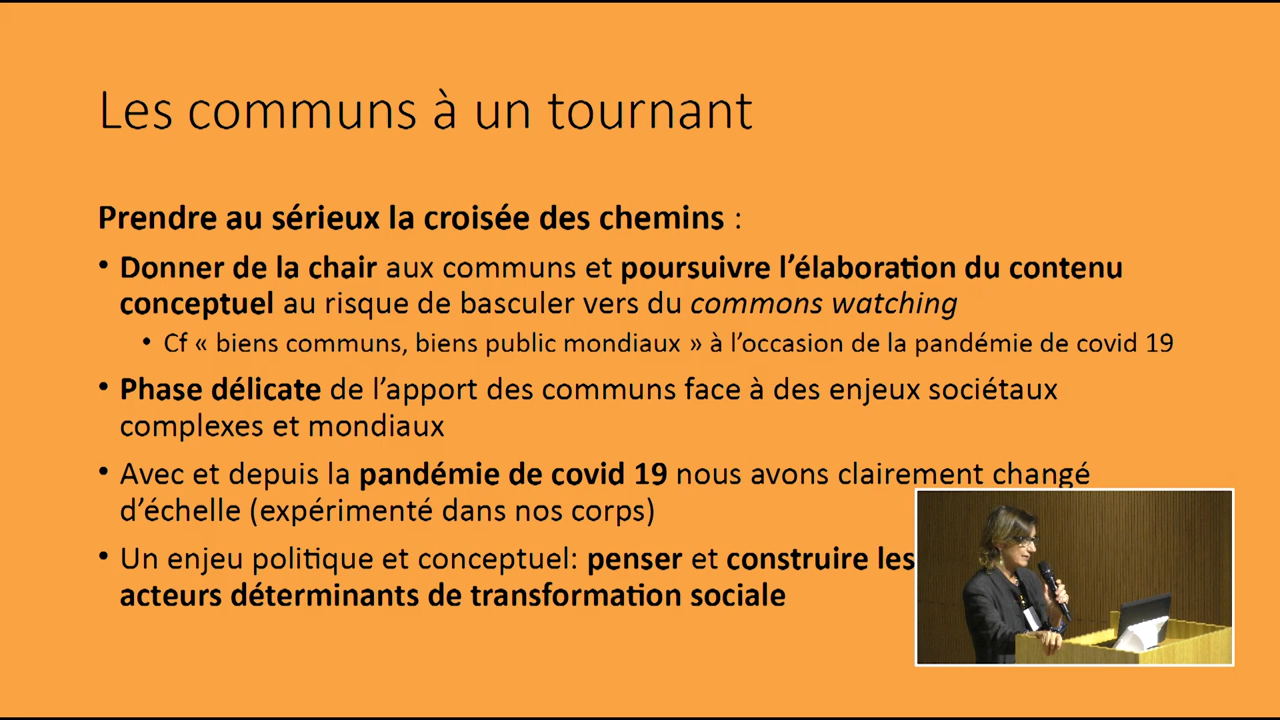 Les communs à un tournant
Prendre au sérieux la croisée des chemins :
• Donner de la chair aux communs et poursuivre l’élaboration du contenu
conceptuel au risque de basculer vers du commons watching
• Cf « biens communs, biens public mondiaux » à l’occasion de la pandémie de covid 19
• Phase délicate de l’apport des communs face à des enjeux sociétaux
complexes et mondiaux
• Avec et depuis la pandémie de covid 19 nous avons clairement changé
d’échelle (expérimenté dans nos corps)
• Un enjeu politique et conceptuel: penser et construire les
acteurs déterminants de transformation sociale